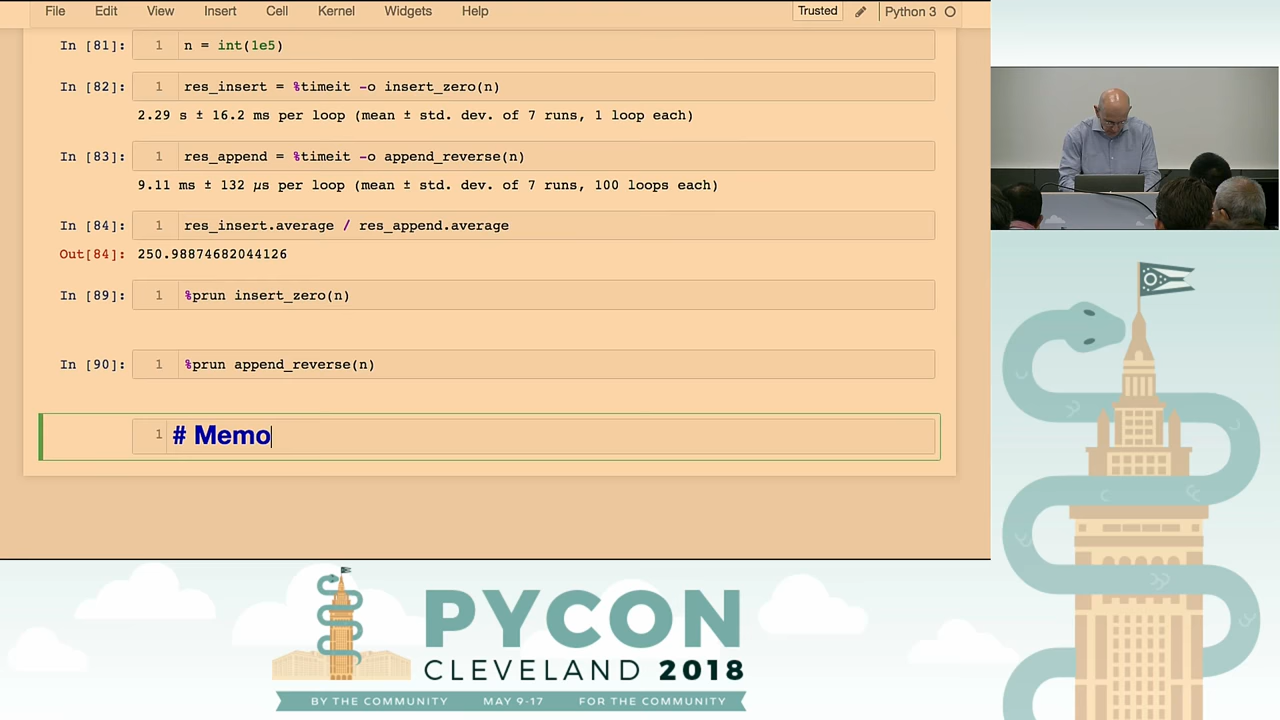 File Edit View Insert Cell Kernel Widgets Help Trusted Python 3
In [81]: 1 n = int(1e5)
In [82]: 1 res_insert = %timeit -o insert_zero(n)
2.29 s ± 16.2 ms per loop (mean ± std. dev. of 7 runs, 1 loop each)
In [83]: 1 res_append = %timeit -o append_reverse(n)
9.11 ms ± 132 µs per loop (mean ± std. dev. of 7 runs, 100 loops each)
In [84]: 1 res_insert.average / res_append.average
Out[84]: 250.98874682044126
In [89]: 1 %prun insert_zero(n)
In [90]: 1 %prun append_reverse(n)
1 # Memo
PYCON
CLEVELAND 2018
BY THE COMMUNITY MAY 9-17 FOR THE COMMUNITY